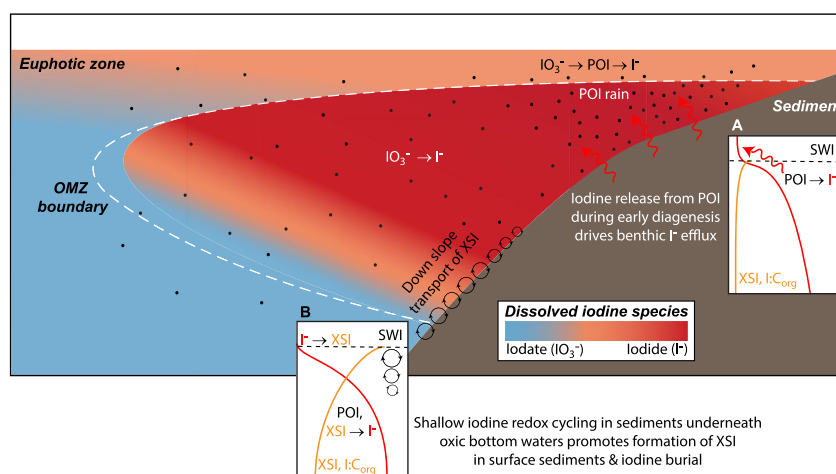 Euphotic zone
IO₃⁻ → POI → I⁻
POI rain
Sedimen
A
SWI
POI → I⁻
XSI, I:Corg
IO₃⁻ → I⁻
OMZ
boundary
Iodine release from POI
during early diagenesis
drives benthic I⁻ efflux
Down slope
transport of XSI
B
SWI
I⁻ → XSI
POI,
XSI → I⁻
XSI, I:Corg
Dissolved iodine species
Iodate (IO₃⁻)
Iodide (I⁻)
Shallow iodine redox cycling in sediments underneath
oxic bottom waters promotes formation of XSI
in surface sediments & iodine burial